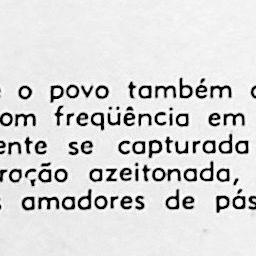 o povo também
om freqüência em
ente se capturada
ração azeitonada,
s amadores de pás